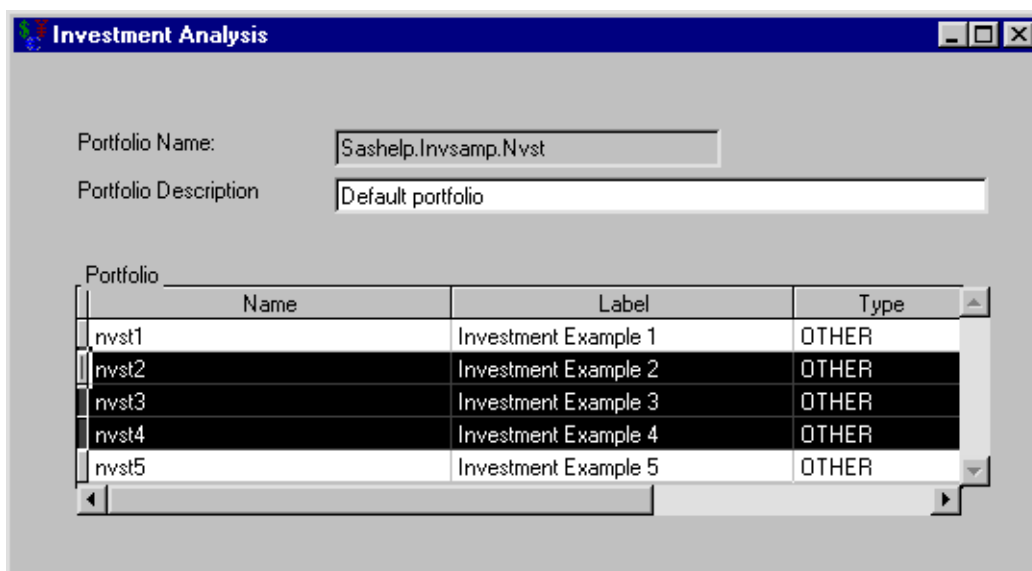 Investment Analysis
Portfolio Name: Sashelp.Invsamp.Nvst
Portfolio Description Default portfolio
Portfolio
Name Label Type
nvst1 Investment Example 1 OTHER
nvst2 Investment Example 2 OTHER
nvst3 Investment Example 3 OTHER
nvst4 Investment Example 4 OTHER
nvst5 Investment Example 5 OTHER